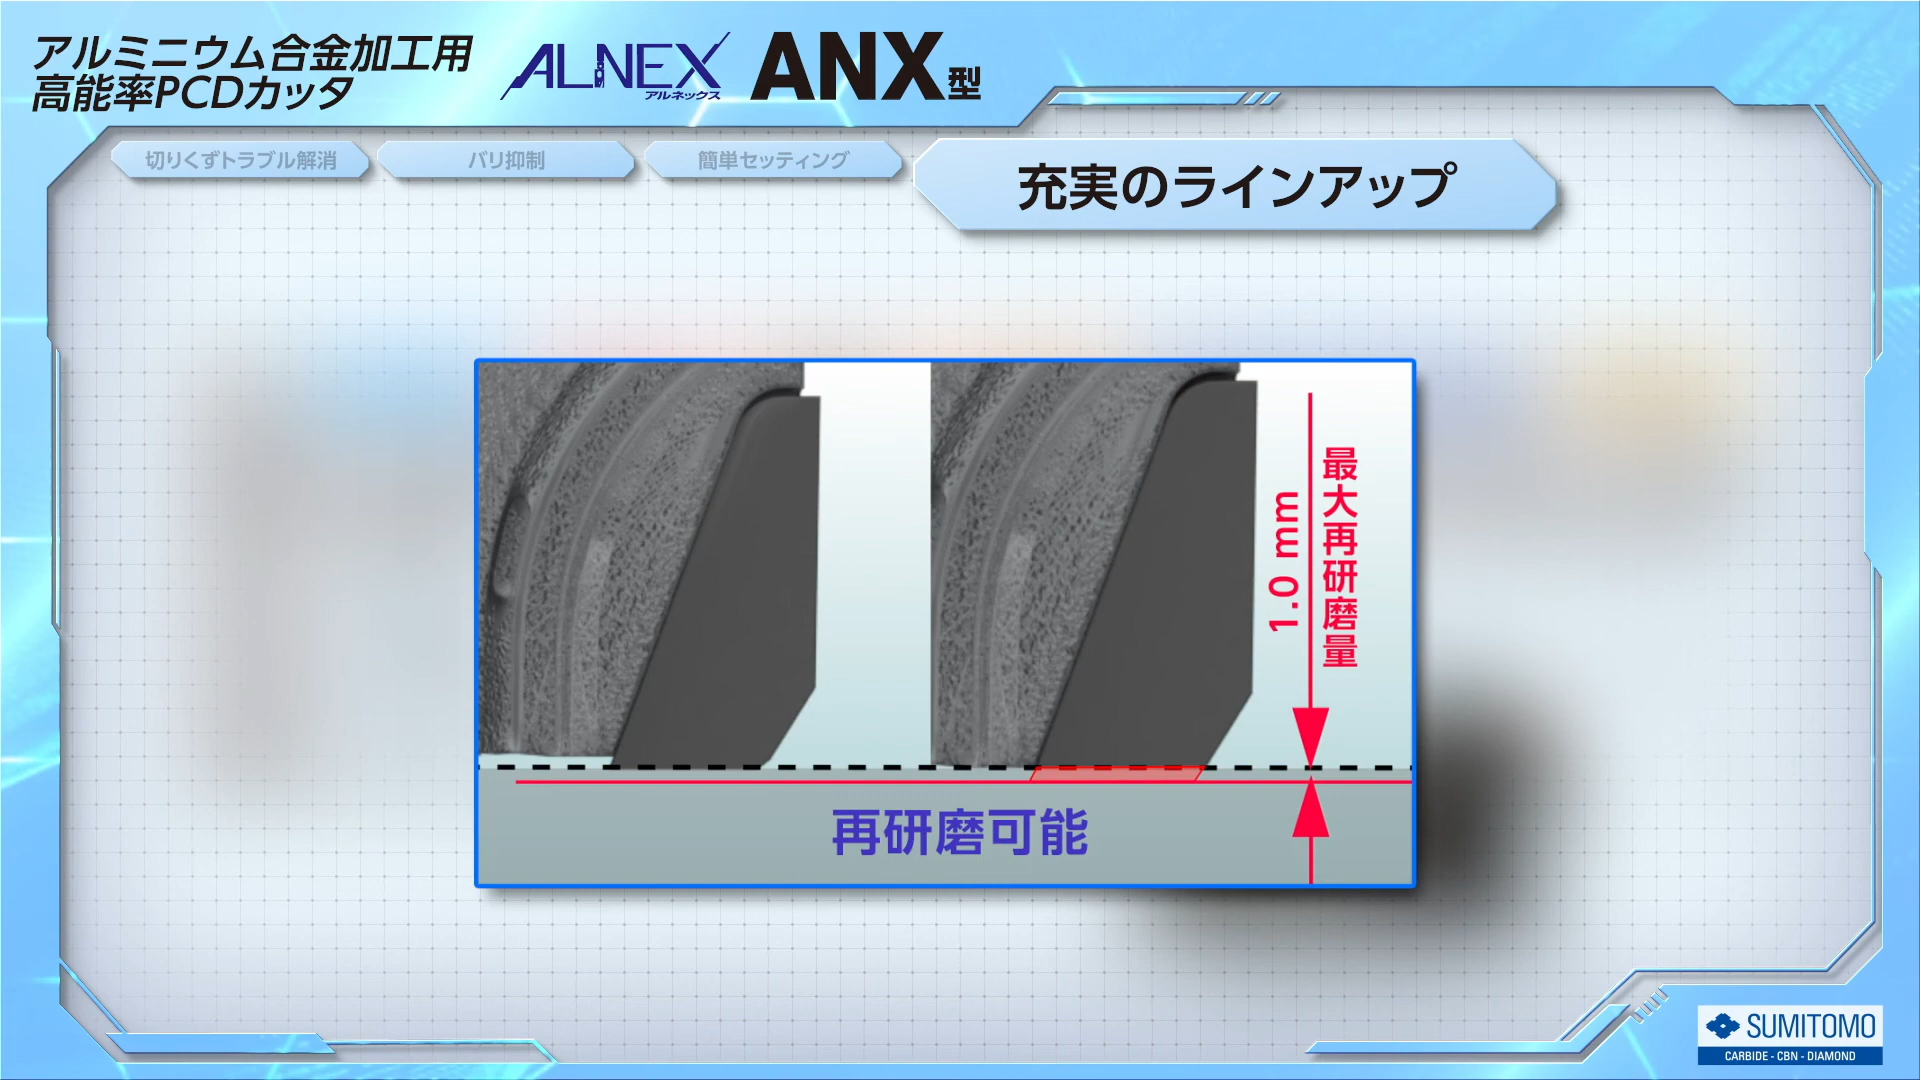 アルミニウム合金加工用
高能率PCDカッタ
ALNEX
アルネックス
ANX型
切りくずトラブル解消
バリ抑制
簡単セッティング
充実のラインアップ
最大再研磨量
1.0 mm
再研磨可能
SUMITOMO
CARBIDE - CBN - DIAMOND